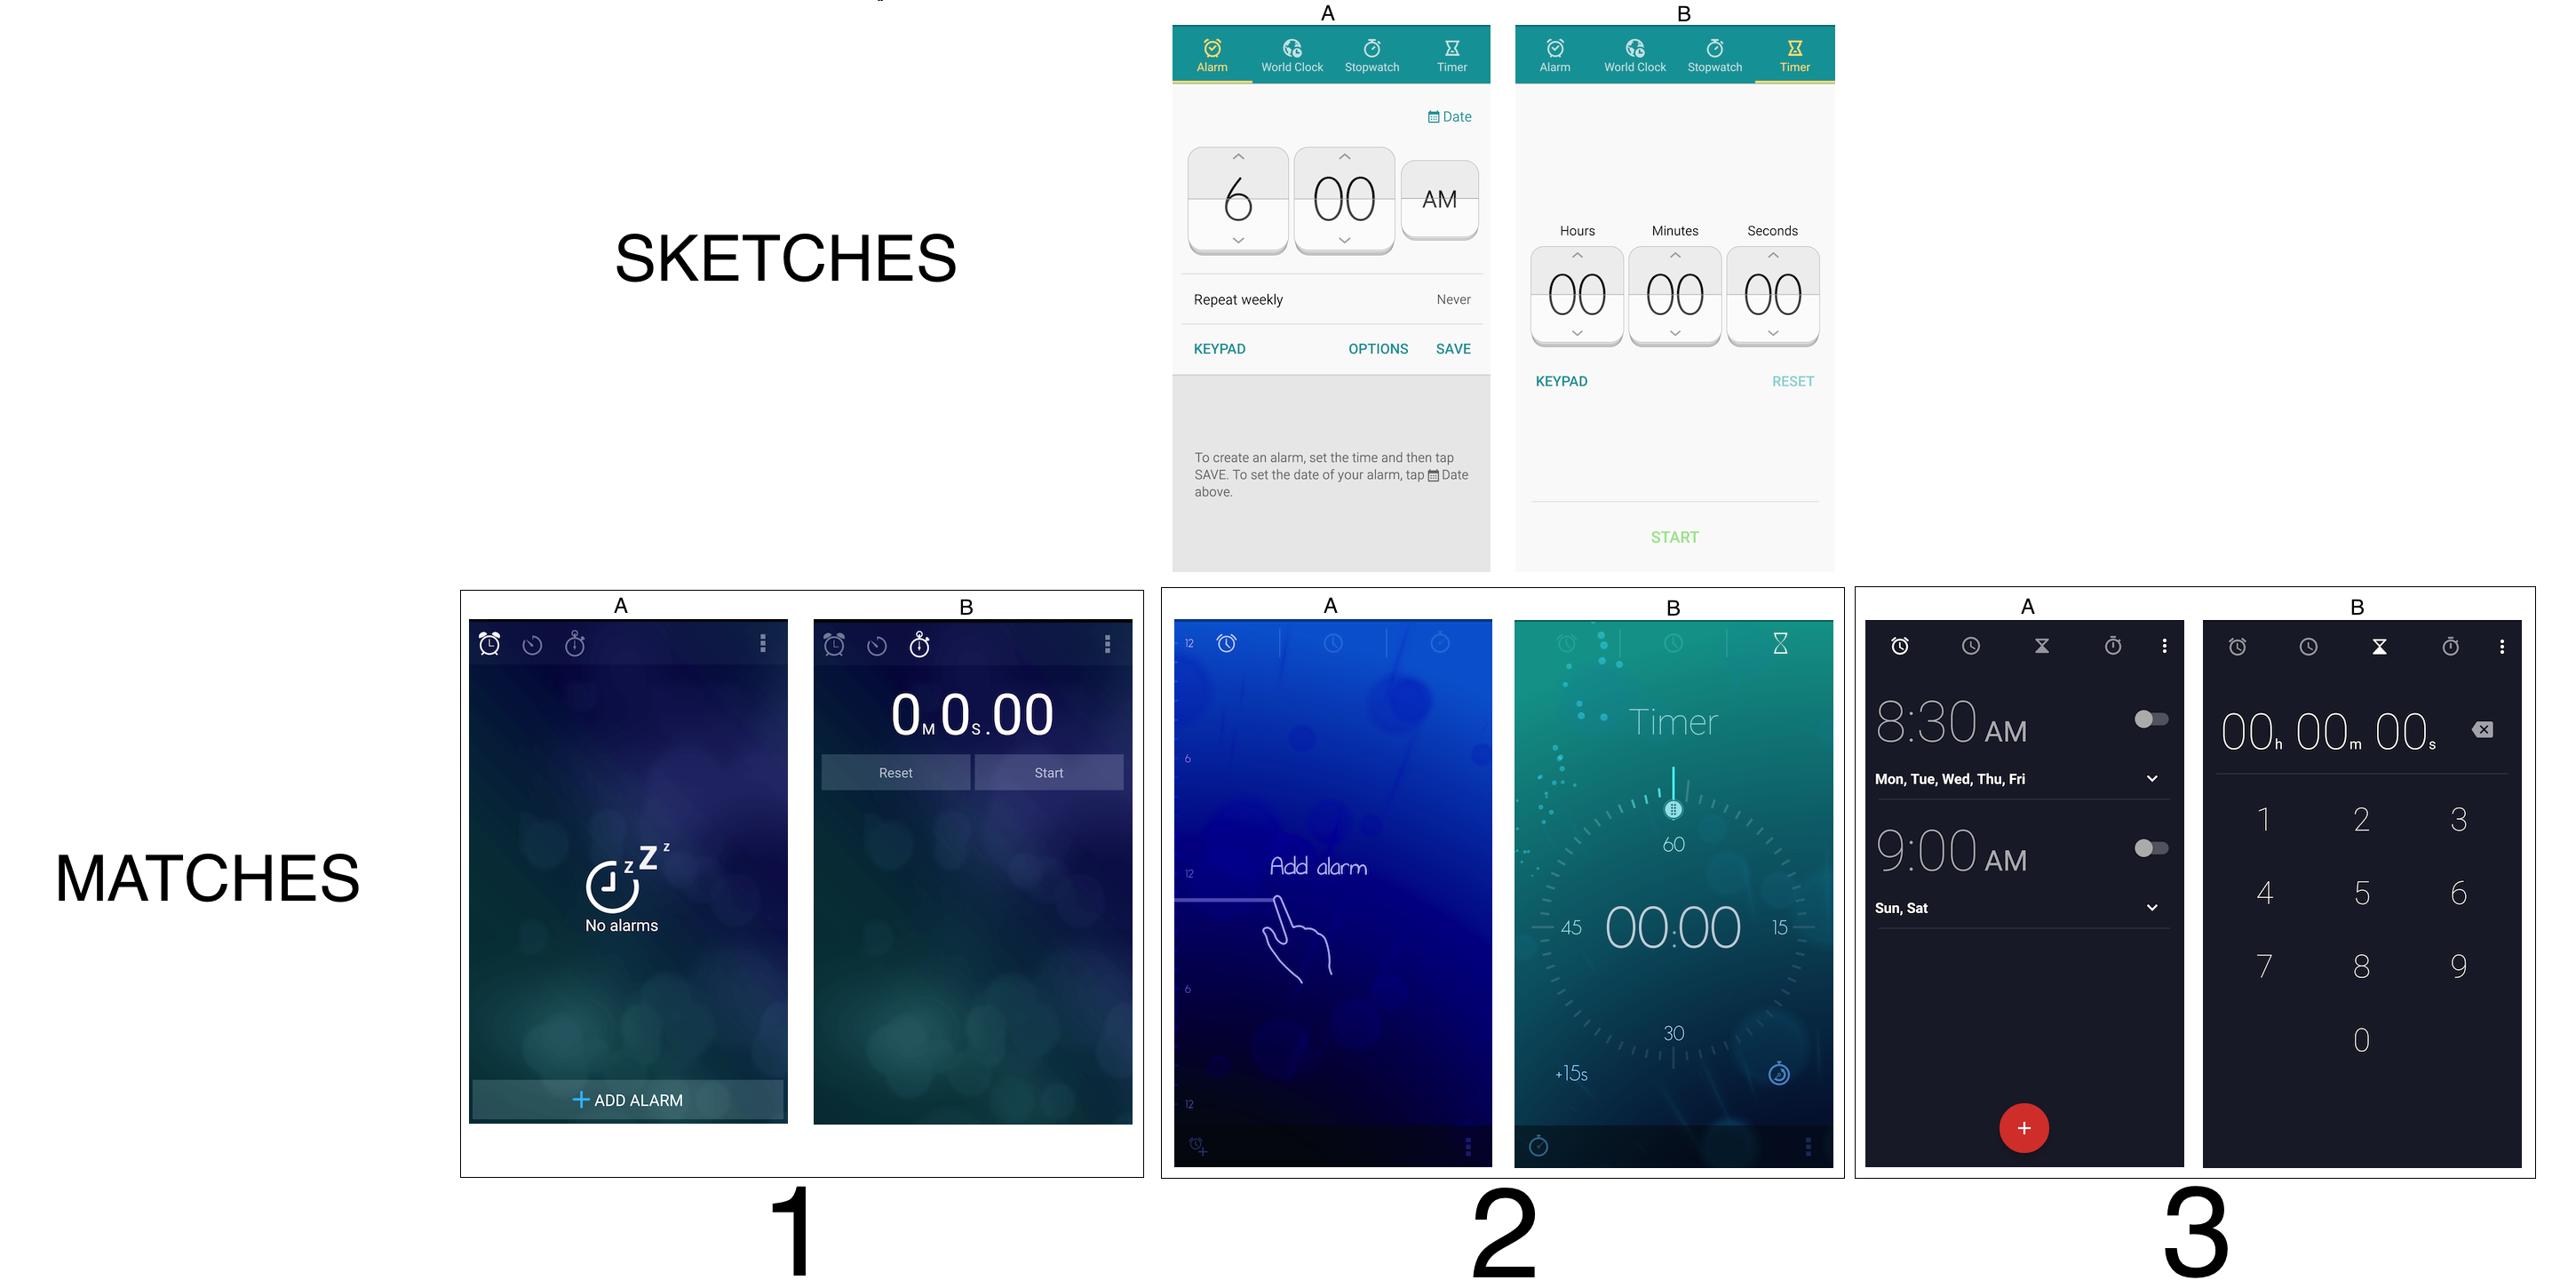 A
B
Alarm World Clock Stopwatch Timer
Alarm World Clock Stopwatch Timer
Date
6 00 AM
Repeat weekly Never
KEYPAD OPTIONS SAVE
To create an alarm, set the time and then tap
SAVE. To set the date of your alarm, tap Date
above.
Hours Minutes Seconds
00 00 00
KEYPAD RESET
START
SKETCHES
MATCHES
A
B
No alarms
+ ADD ALARM
0M 0S.00
Reset Start
1
A
B
12
6
12
6
12
Add alarm
Timer
60
45 00:00 15
30
+15s
2
A
B
8:30 AM
Mon, Tue, Wed, Thu, Fri
9:00 AM
Sun, Sat
+
00h 00m 00s
1 2 3
4 5 6
7 8 9
0
3